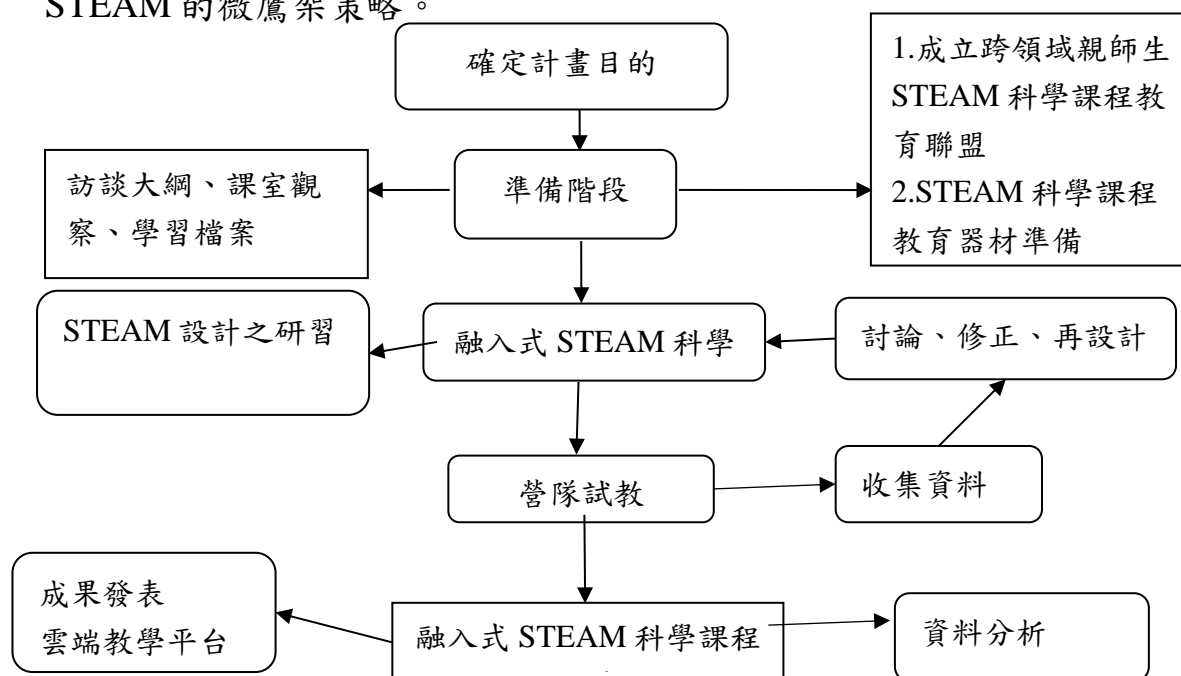 STEAM 的微鷹架策略。
確定計畫目的
1.成立跨領域親師生
STEAM 科學課程教
育聯盟
2.STEAM 科學課程
教育器材準備
訪談大綱、課室觀
察、學習檔案
準備階段
STEAM 設計之研習
融入式 STEAM 科學
討論、修正、再設計
營隊試教
收集資料
成果發表
雲端教學平台
融入式 STEAM 科學課程
資料分析